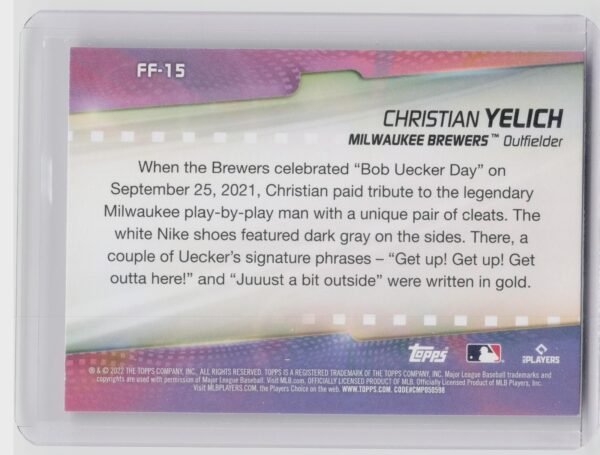 FF-15
CHRISTIAN YELICH
MILWAUKEE BREWERS™ Outfielder
When the Brewers celebrated “Bob Uecker Day” on
September 25, 2021, Christian paid tribute to the legendary
Milwaukee play-by-play man with a unique pair of cleats. The
white Nike shoes featured dark gray on the sides. There, a
couple of Uecker’s signature phrases – “Get up! Get up! Get
outta here!” and “Juuust a bit outside” were written in gold.
Topps
PLAYERS
® & © 2022 THE TOPPS COMPANY, INC. ALL RIGHTS RESERVED. TOPPS IS A REGISTERED TRADEMARK OF THE TOPPS COMPANY, INC. Major League Baseball trademarks and
copyrights are used with permission of Major League Baseball. Visit MLB.com. OFFICIALLY LICENSED PRODUCT OF MLB. Officially Licensed Product of MLB Players, Inc.
Visit MLBPLAYERS.COM, the Players Choice on the web. WWW.TOPPS.COM. CODE#CMP050598